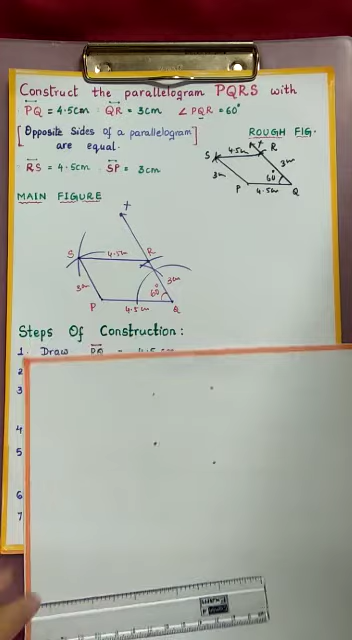 Construct the parallelogram PQRS with
PQ = 4.5cm QR = 3cm ∠ PQR = 60°
[Opposite Sides of a parallelogram] ROUGH FIG.
are equal.
RS = 4.5cm SP = 3cm
S 4.5cm t R
3cm 60° 3cm
P 4.5cm Q
MAIN FIGURE
t
S 4.5cm R
3cm 60° 3cm
P 4.5cm Q
Steps Of Construction:
1. Draw PQ = 4.5cm
2
3
4
5
6
7